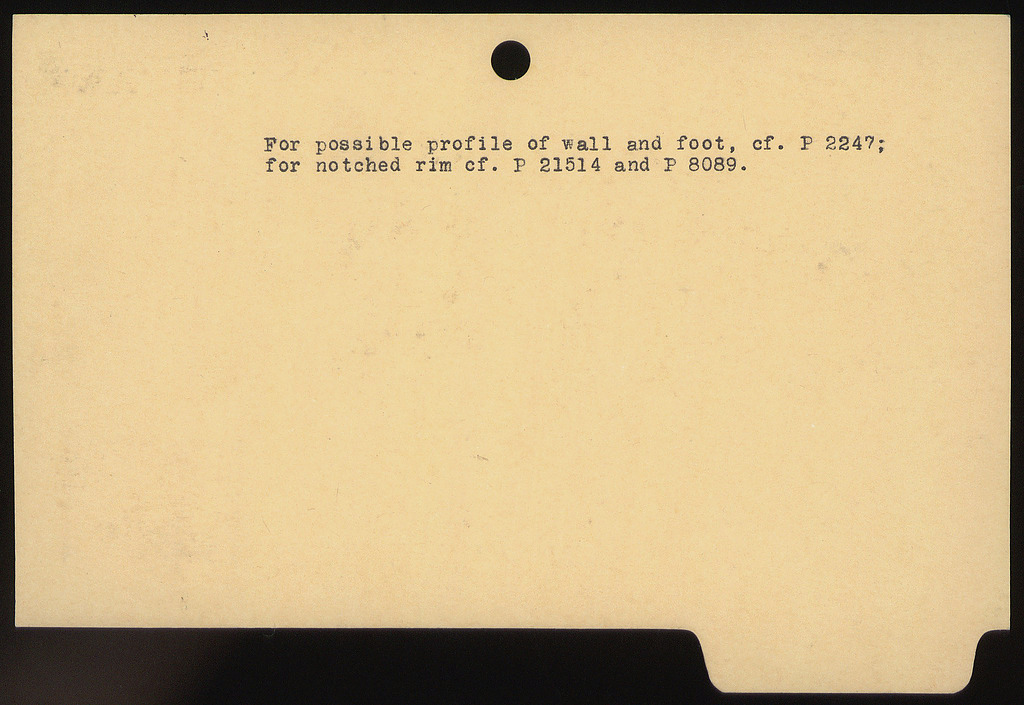 For possible profile of wall and foot, cf. P 2247;
for notched rim cf. P 21514 and P 8089.